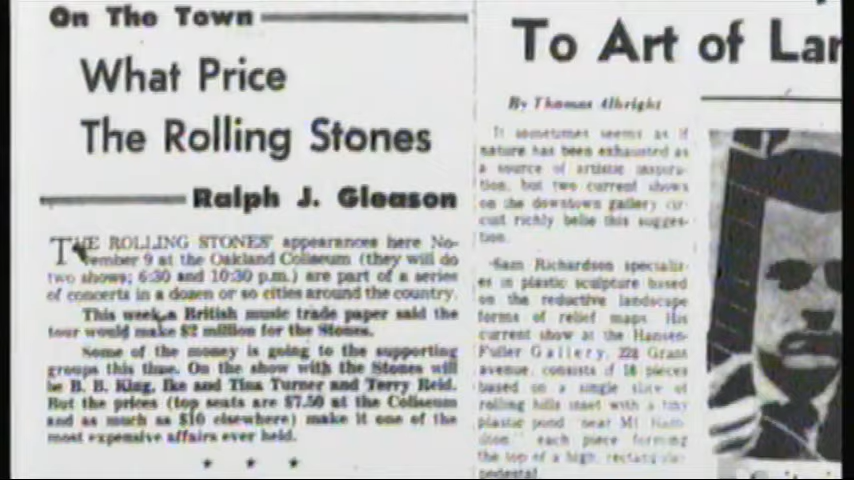 On The Town
What Price
The Rolling Stones
Ralph J. Gleason
THE ROLLING STONES' appearances here No-
vember 9 at the Oakland Coliseum (they will do
two shows; 6:30 and 10:30 p.m.) are part of a series
of concerts in a dozen or so cities around the country.
This week a British music trade paper said the
tour would make $2 million for the Stones.
Some of the money is going to the supporting
groups this time. On the show with the Stones will
be B. B. King, Ike and Tina Turner and Terry Reid.
But the prices (top seats are $7.50 at the Coliseum
and as much as $10 elsewhere) make it one of the
most expensive affairs ever held.
* * *
To Art of Lan
By Thomas Albright
It sometimes seems as if
nature has been exhausted as
a source of artistic inspira-
tion, but two current shows
on the downtown gallery cir-
cuit richly belie this sugges-
tion.
Sam Richardson specializ-
es in plastic sculpture based
on the reductive landscape
forms of relief maps. His
current show at the Hansen-
Fuller Gallery, 228 Grant
avenue, consists of 18 pieces
based on a single slice of
rolling hills inset with a tiny
plastic pond "near Mt Ham-
ilton" each piece forming
the top of a high, rectangular
pedestal